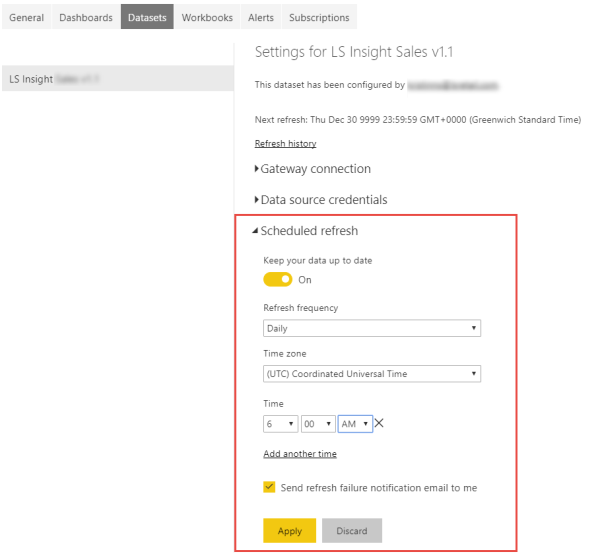 General Dashboards Datasets Workbooks Alerts Subscriptions
Settings for LS Insight Sales v1.1
LS Insight
This dataset has been configured by
Next refresh: Thu Dec 30 9999 23:59:59 GMT+0000 (Greenwich Standard Time)
Refresh history
Gateway connection
Data source credentials
Scheduled refresh
Keep your data up to date
On
Refresh frequency
Daily
Time zone
(UTC) Coordinated Universal Time
Time
6 00 AM
Add another time
Send refresh failure notification email to me
Apply Discard